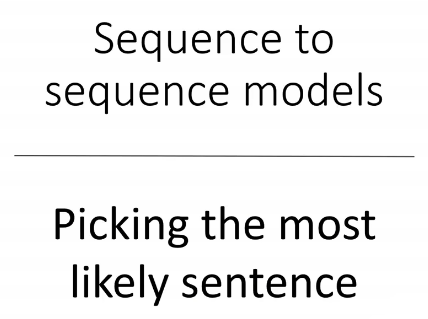 Sequence to
sequence models
Picking the most
likely sentence